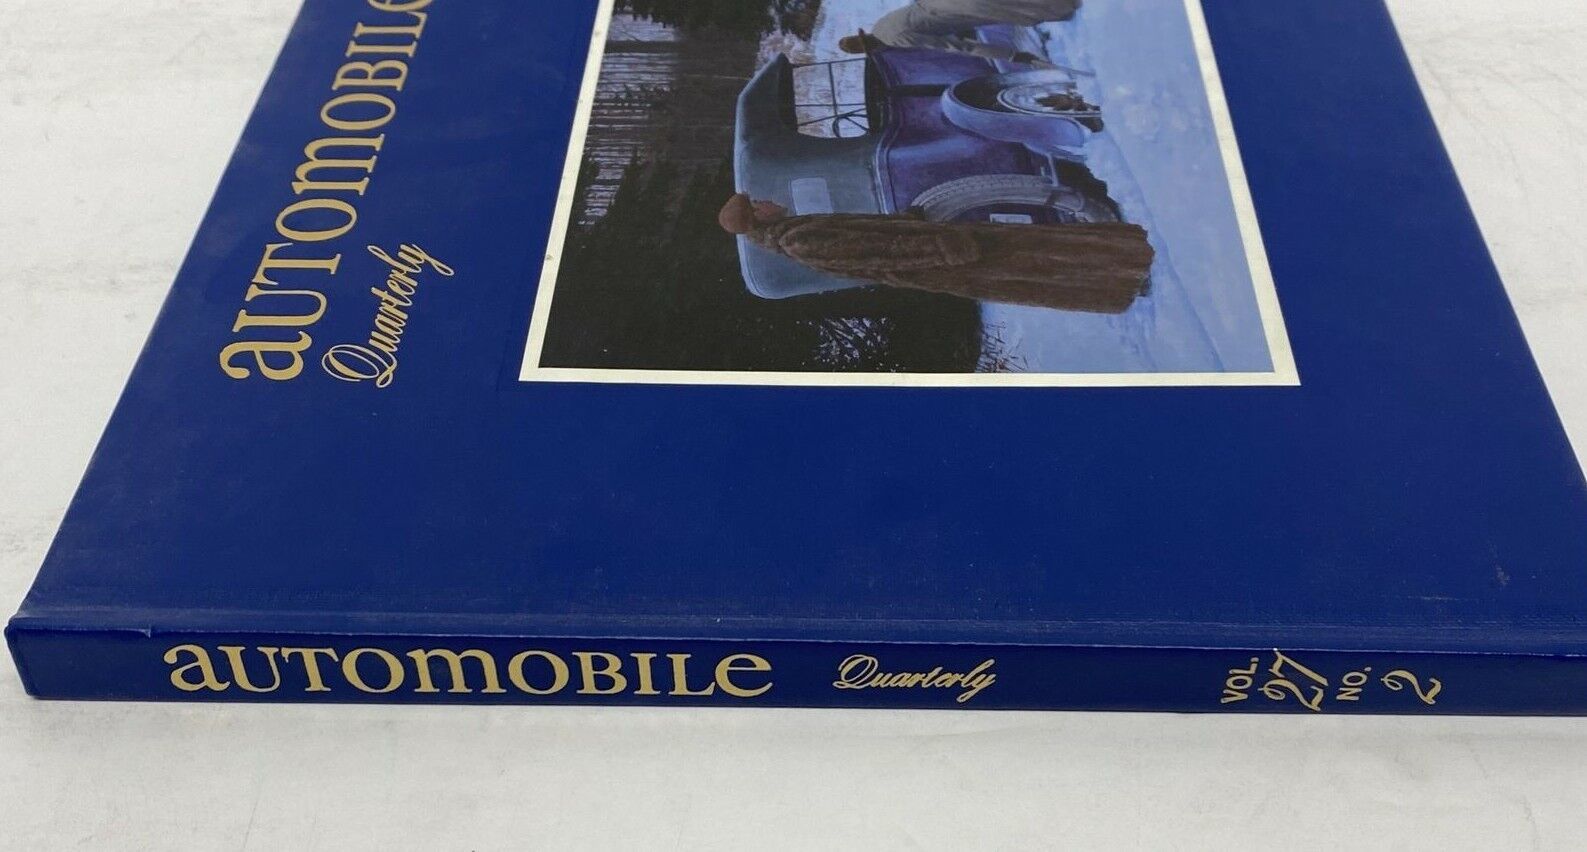 aUTOmOBILe
Quarterly
aUTOmOBILe Quarterly VOL. 27 NO. 2